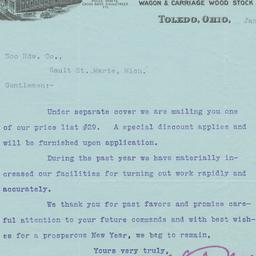 WAGON & CARRIAGE WOOD STOCK
TOLEDO, OHIO,
Soo Hdw. Co.,
Sault St. Marie, Mich.
Gentlemen:-
Under separate cover we are mailing you one
of our price list #29. A special discount applies and
will be furnished upon application.
During the past year we have materially in-
creased our facilities for turning out work rapidly and
accurately.
We thank you for past favors and promise care-
ful attention to your future commands and with best wish-
es for a prosperous New Year, we beg to remain.
Yours very truly,